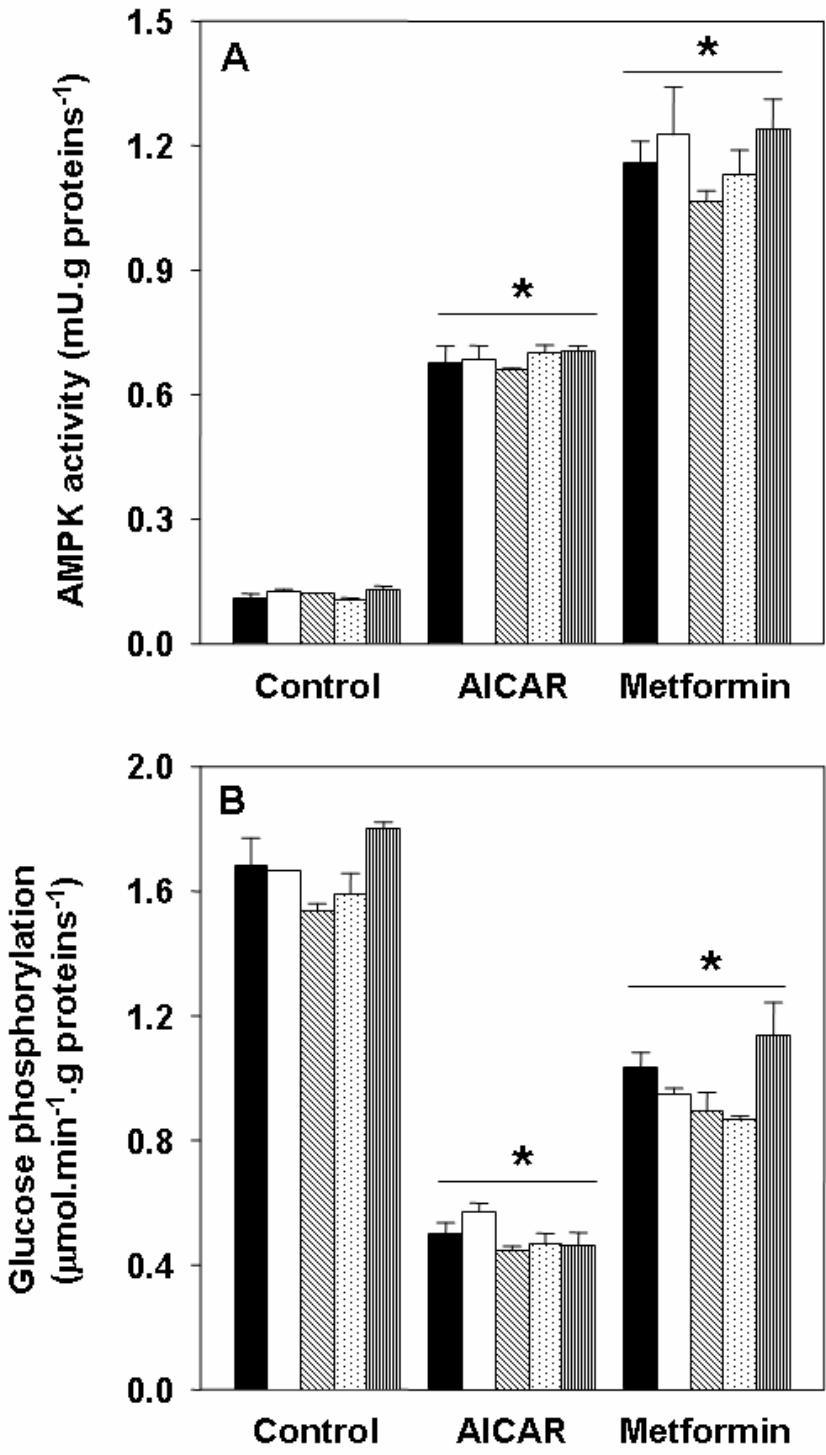 A
AMPK activity (mU.g proteins⁻¹)
1.5
1.2
0.9
0.6
0.3
0.0
*
*
Control AICAR Metformin
B
Glucose phosphorylation
(µmol.min⁻¹.g proteins⁻¹)
2.0
1.6
1.2
0.8
0.4
0.0
*
*
Control AICAR Metformin